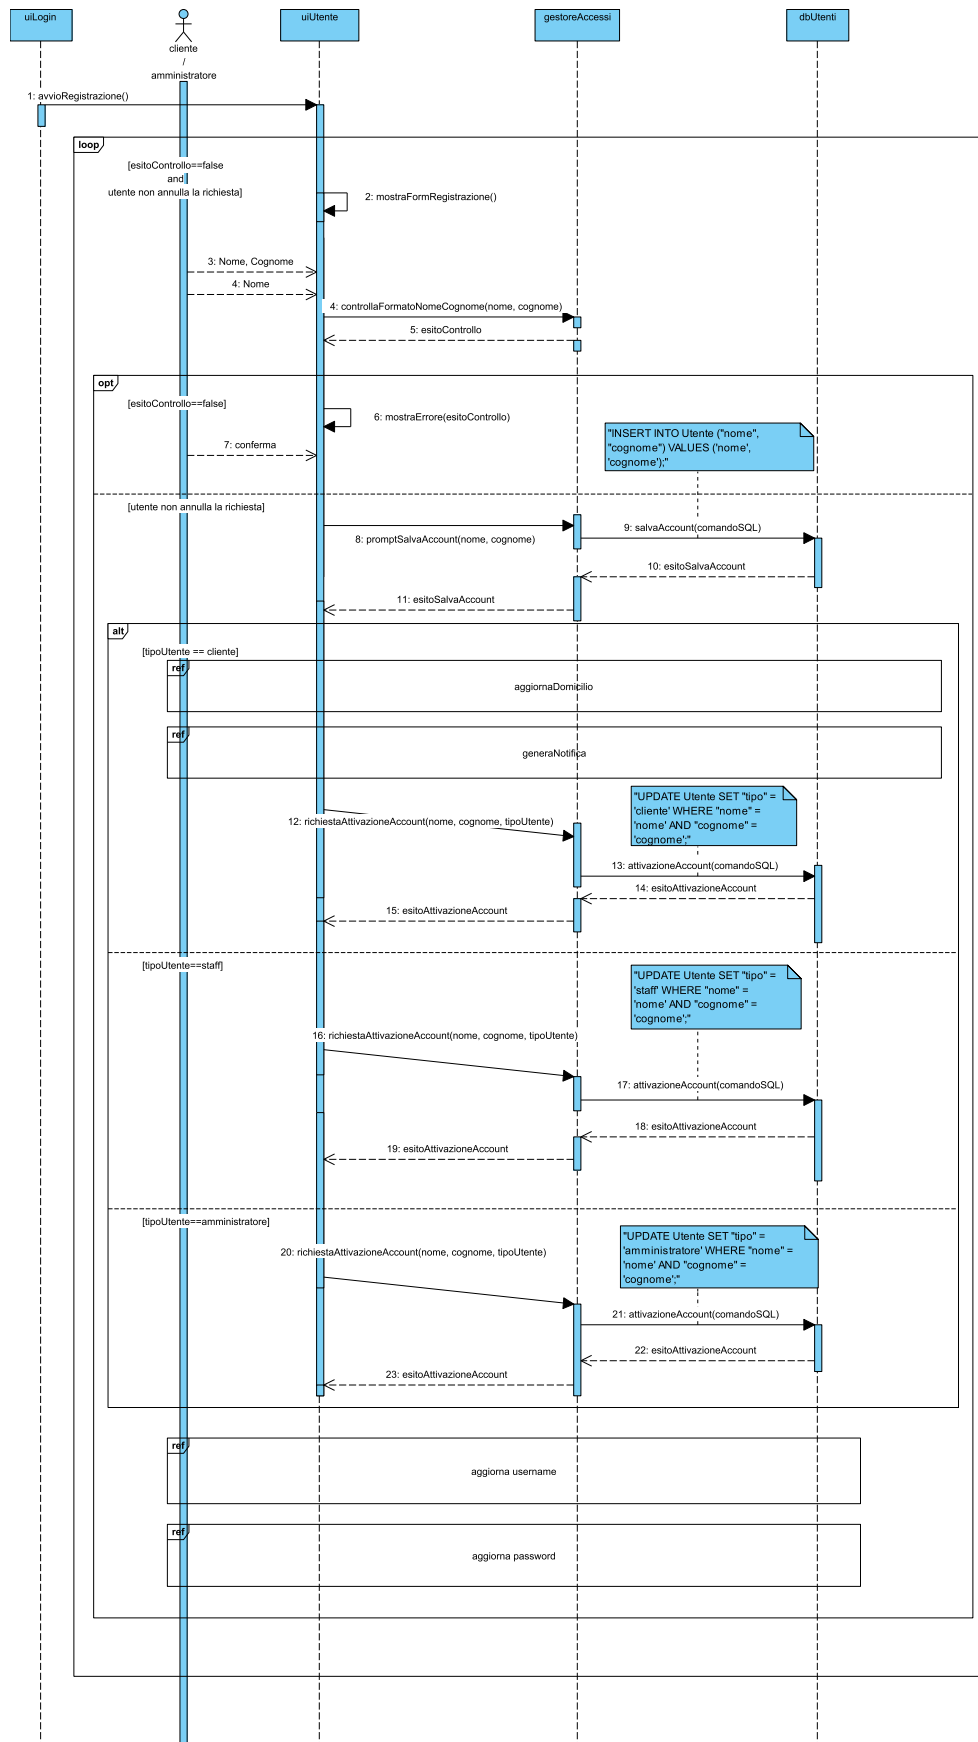 uiLogin
cliente
/
amministratore
uiUtente
gestoreAccessi
dbUtenti
1: avvioRegistrazione()
loop
[esitoControllo==false
and
utente non annulla la richiesta]
2: mostraFormRegistrazione()
3: Nome, Cognome
4: Nome
4: controllaFormatoNomeCognome(nome, cognome)
5: esitoControllo
opt
[esitoControllo==false]
6: mostraErrore(esitoControllo)
7: conferma
"INSERT INTO Utente ("nome",
"cognome") VALUES ('nome',
'cognome');"
[utente non annulla la richiesta]
8: promptSalvaAccount(nome, cognome)
9: salvaAccount(comandoSQL)
10: esitoSalvaAccount
11: esitoSalvaAccount
alt
[tipoUtente == cliente]
ref
aggiornaDomicilio
ref
generaNotifica
"UPDATE Utente SET "tipo" =
'cliente' WHERE "nome" =
'nome' AND "cognome" =
'cognome';"
12: richiestaAttivazioneAccount(nome, cognome, tipoUtente)
13: attivazioneAccount(comandoSQL)
14: esitoAttivazioneAccount
15: esitoAttivazioneAccount
[tipoUtente==staff]
"UPDATE Utente SET "tipo" =
'staff' WHERE "nome" =
'nome' AND "cognome" =
'cognome';"
16: richiestaAttivazioneAccount(nome, cognome, tipoUtente)
17: attivazioneAccount(comandoSQL)
18: esitoAttivazioneAccount
19: esitoAttivazioneAccount
[tipoUtente==amministratore]
"UPDATE Utente SET "tipo" =
'amministratore' WHERE "nome" =
'nome' AND "cognome" =
'cognome';"
20: richiestaAttivazioneAccount(nome, cognome, tipoUtente)
21: attivazioneAccount(comandoSQL)
22: esitoAttivazioneAccount
23: esitoAttivazioneAccount
ref
aggiorna username
ref
aggiorna password